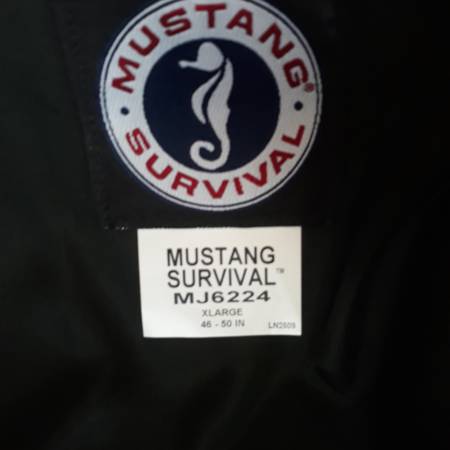 MUSTANG
SURVIVAL
MUSTANG
SURVIVAL™
MJ6224
XLARGE
46 - 50 IN
LN2609